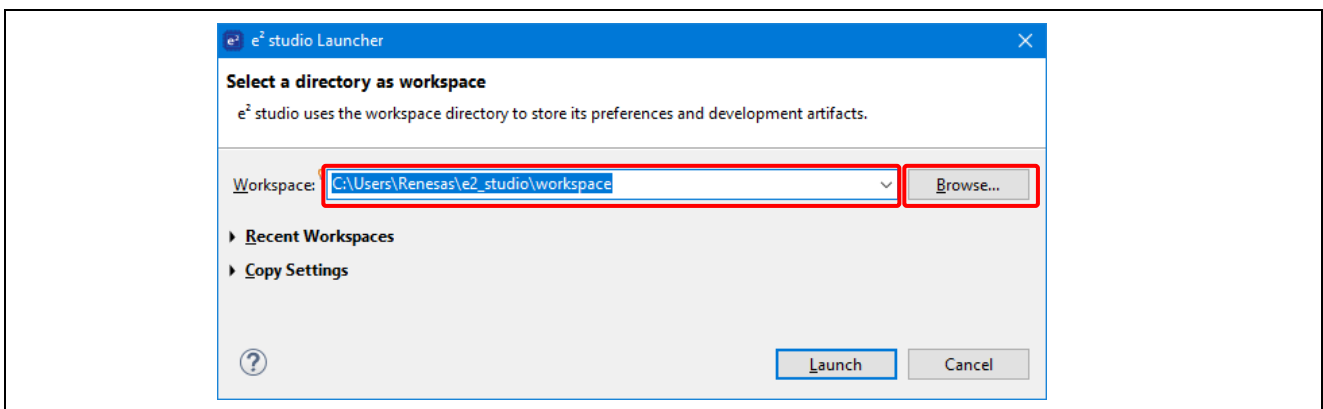 e² e² studio Launcher
Select a directory as workspace
e² studio uses the workspace directory to store its preferences and development artifacts.
Workspace: C:\Users\Renesas\e2_studio\workspace Browse...
Recent Workspaces
Copy Settings
? Launch Cancel